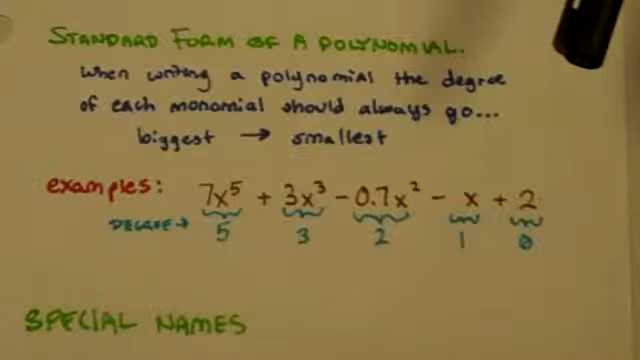 STANDARD FORM OF A POLYNOMIAL.
When writing a polynomial the degree
of each monomial should always go...
biggest → smallest
examples: 7x⁵ + 3x³ - 0.7x² - x + 2
DEGREE → 5 3 2 1 0
SPECIAL NAMES